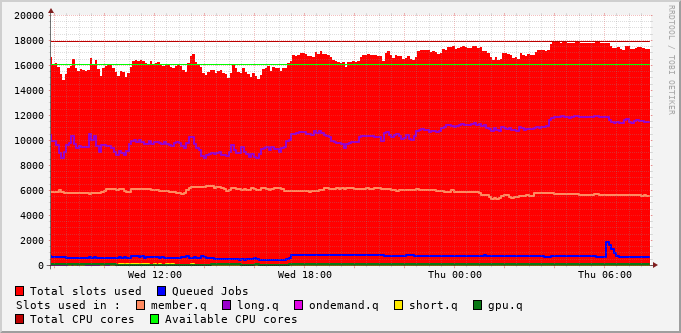 RRDTOOL / TOBI OETIKER
20000
18000
16000
14000
12000
10000
8000
6000
4000
2000
0
Wed 12:00 Wed 18:00 Thu 00:00 Thu 06:00
Total slots used Queued Jobs
Slots used in : member.q long.q ondemand.q short.q gpu.q
Total CPU cores Available CPU cores